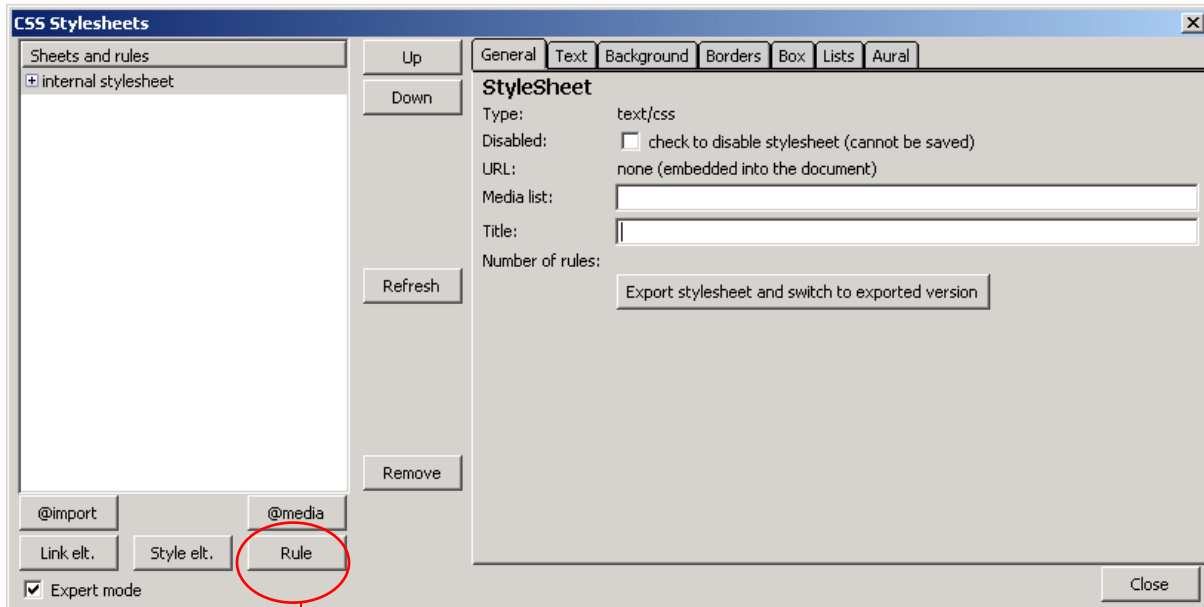 CSS Stylesheets
Sheets and rules
internal stylesheet
Up
Down
Refresh
Remove
@import
@media
Link elt.
Style elt.
Rule
Expert mode
General Text Background Borders Box Lists Aural
StyleSheet
Type: text/css
Disabled: check to disable stylesheet (cannot be saved)
URL: none (embedded into the document)
Media list:
Title:
Number of rules:
Export stylesheet and switch to exported version
Close